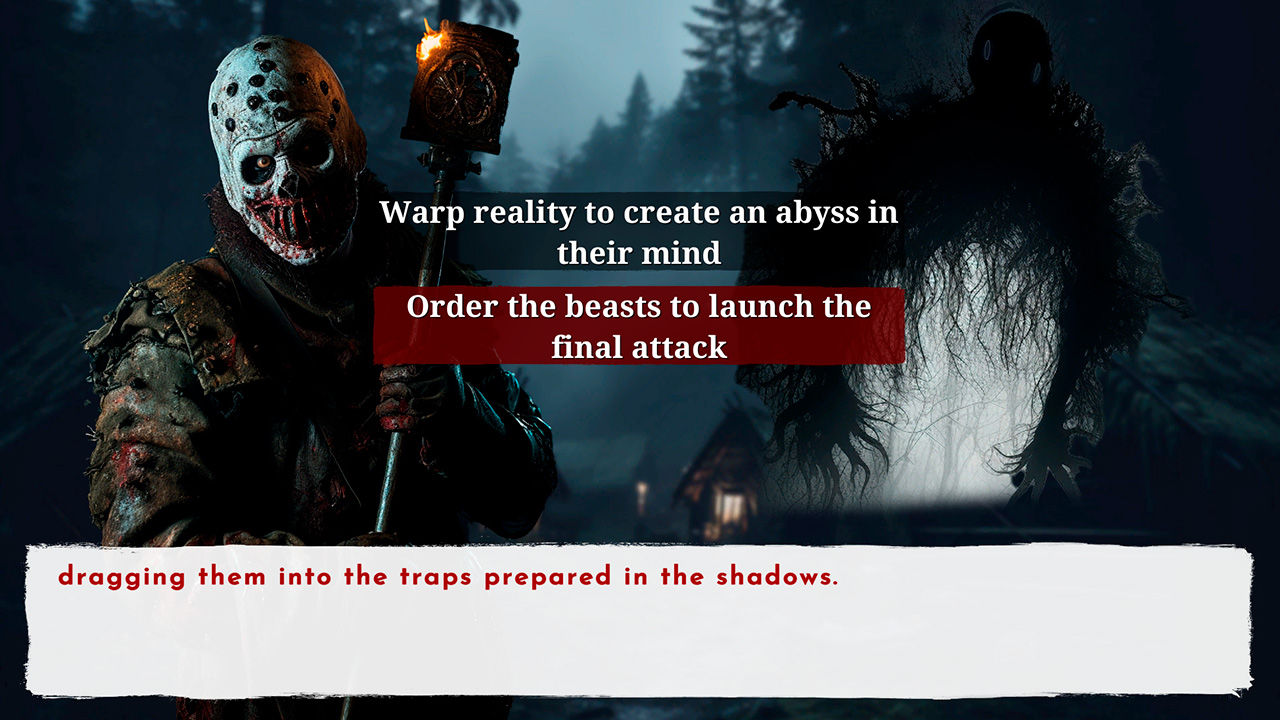 Warp reality to create an abyss in
their mind
Order the beasts to launch the
final attack
dragging them into the traps prepared in the shadows.